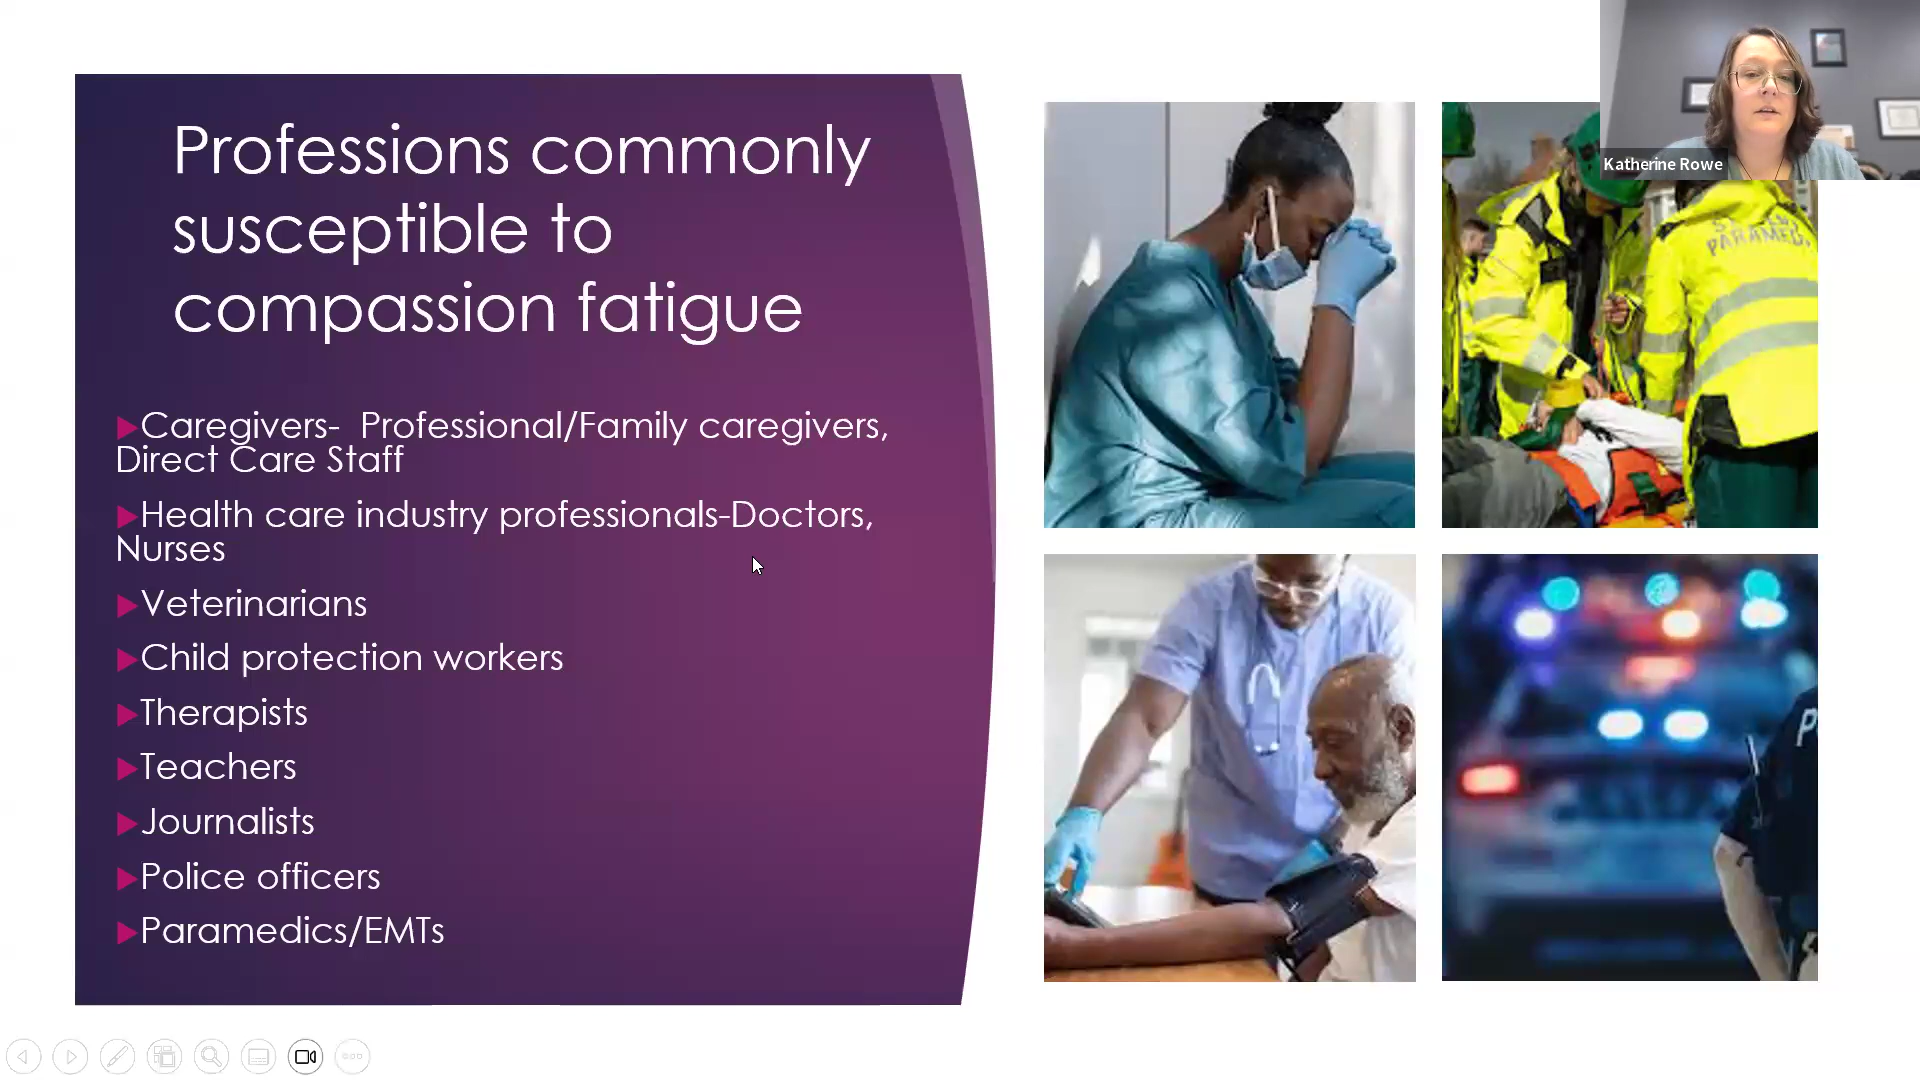 Professions commonly
susceptible to
compassion fatigue
Caregivers-  Professional/Family caregivers,
Direct Care Staff
Health care industry professionals-Doctors,
Nurses
Veterinarians
Child protection workers
Therapists
Teachers
Journalists
Police officers
Paramedics/EMTs
Katherine Rowe
P